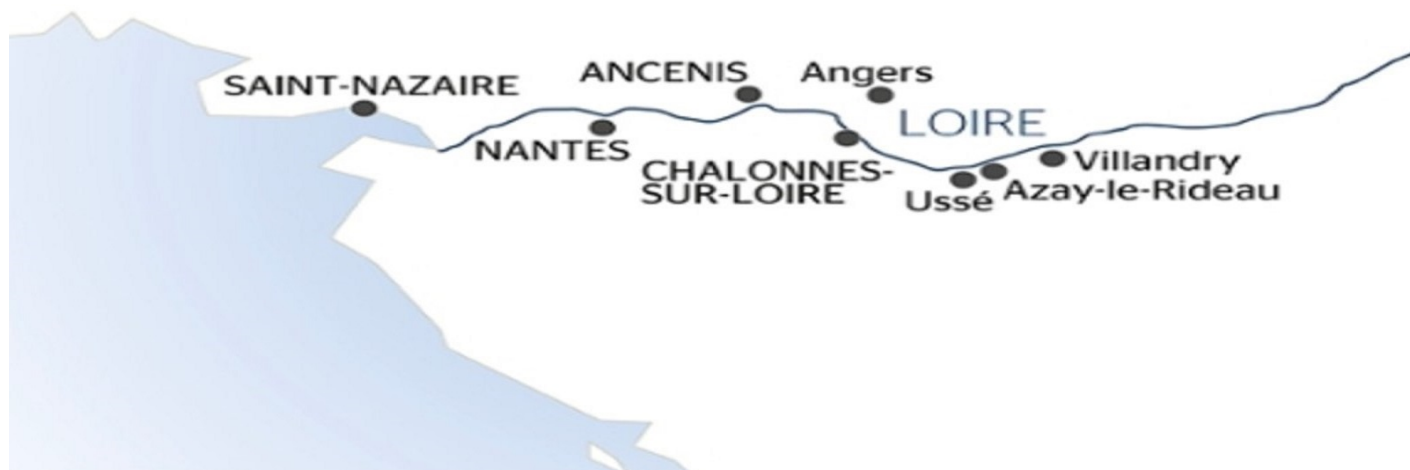 ANCENIS
Angers
SAINT-NAZAIRE
LOIRE
NANTES
CHALONNES-
SUR-LOIRE
Villandry
Azay-le-Rideau
Ussé